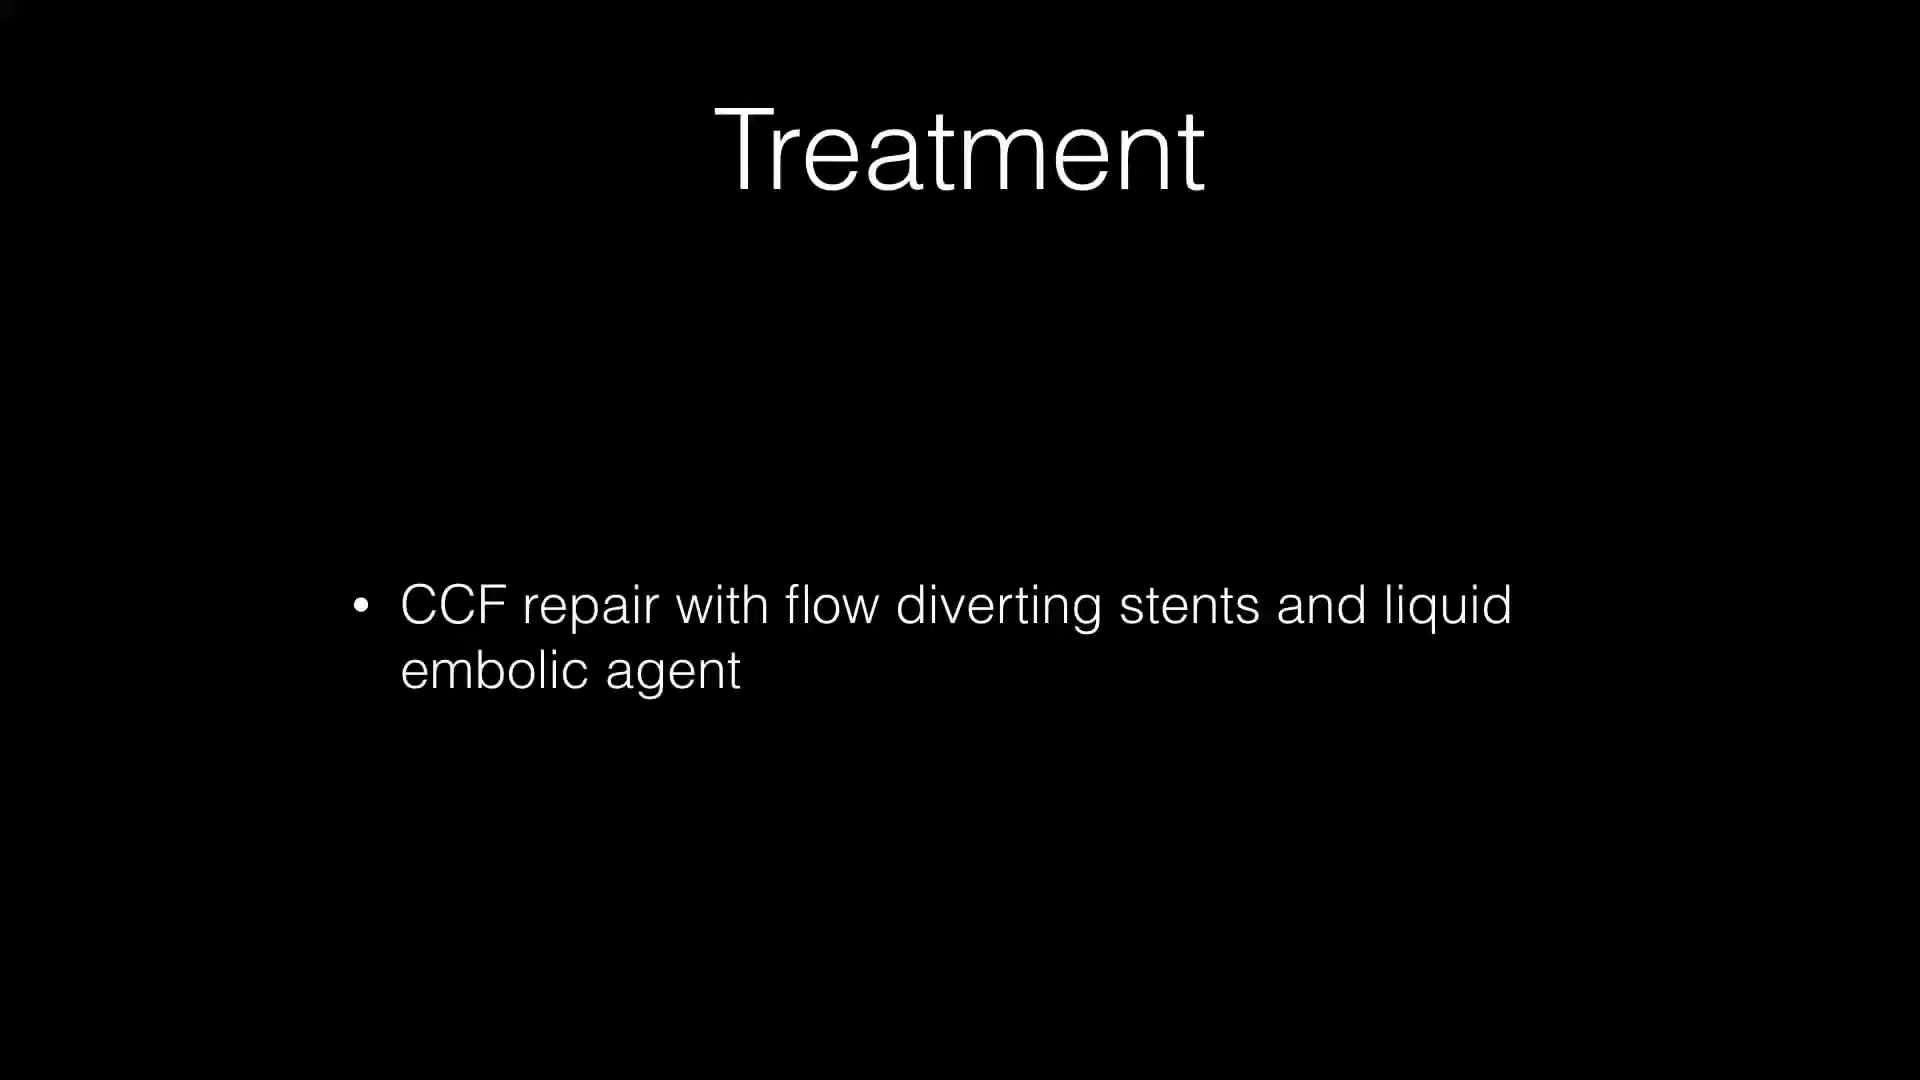 Treatment
• CCF repair with flow diverting stents and liquid
embolic agent